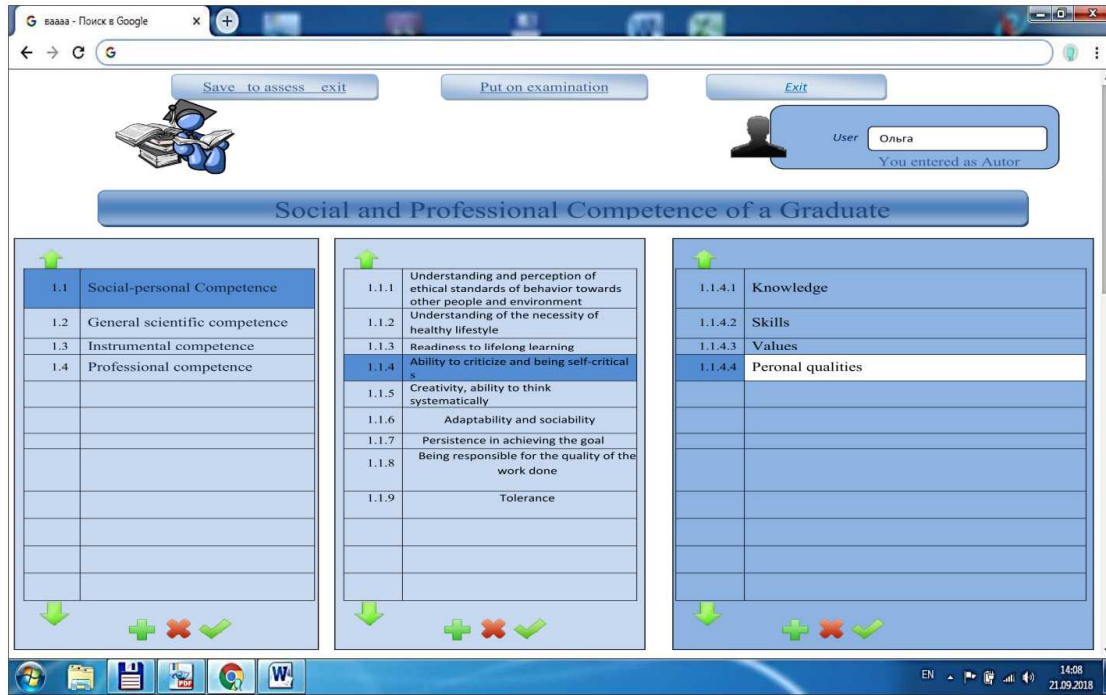 вaaaa - Поиск в Google
Save to assess exit
Put on examination
Exit
User
Ольга
You entered as Autor
Social and Professional Competence of a Graduate
1.1 Social-personal Competence
1.2 General scientific competence
1.3 Instrumental competence
1.4 Professional competence
1.1.1 Understanding and perception of
ethical standards of behavior towards
other people and environment
1.1.2 Understanding of the necessity of
healthy lifestyle
1.1.3 Readiness to lifelong learning
1.1.4 Ability to criticize and being self-critical
s
1.1.5 Creativity, ability to think
systematically
1.1.6 Adaptability and sociability
1.1.7 Persistence in achieving the goal
1.1.8 Being responsible for the quality of the
work done
1.1.9 Tolerance
1.1.4.1 Knowledge
1.1.4.2 Skills
1.1.4.3 Values
1.1.4.4 Peronal qualities
EN
14:08
21.09.2018